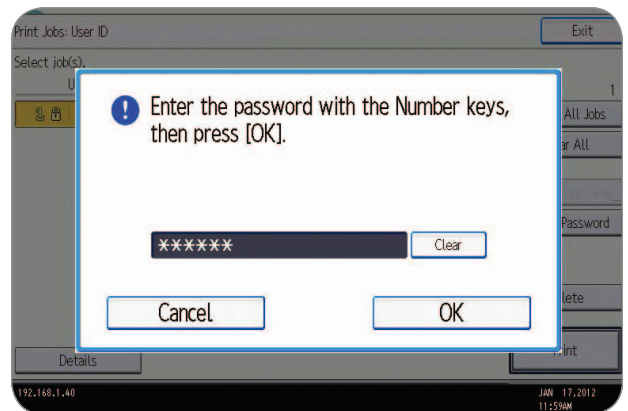 Print Jobs: User ID
Exit
Select job(s).
U
1
Enter the password with the Number keys,
then press [OK].
All Jobs
ar All
Password
******
Clear
Cancel
OK
lete
int
Details
192.168.1.40
JAN 17,2012
11:59AM